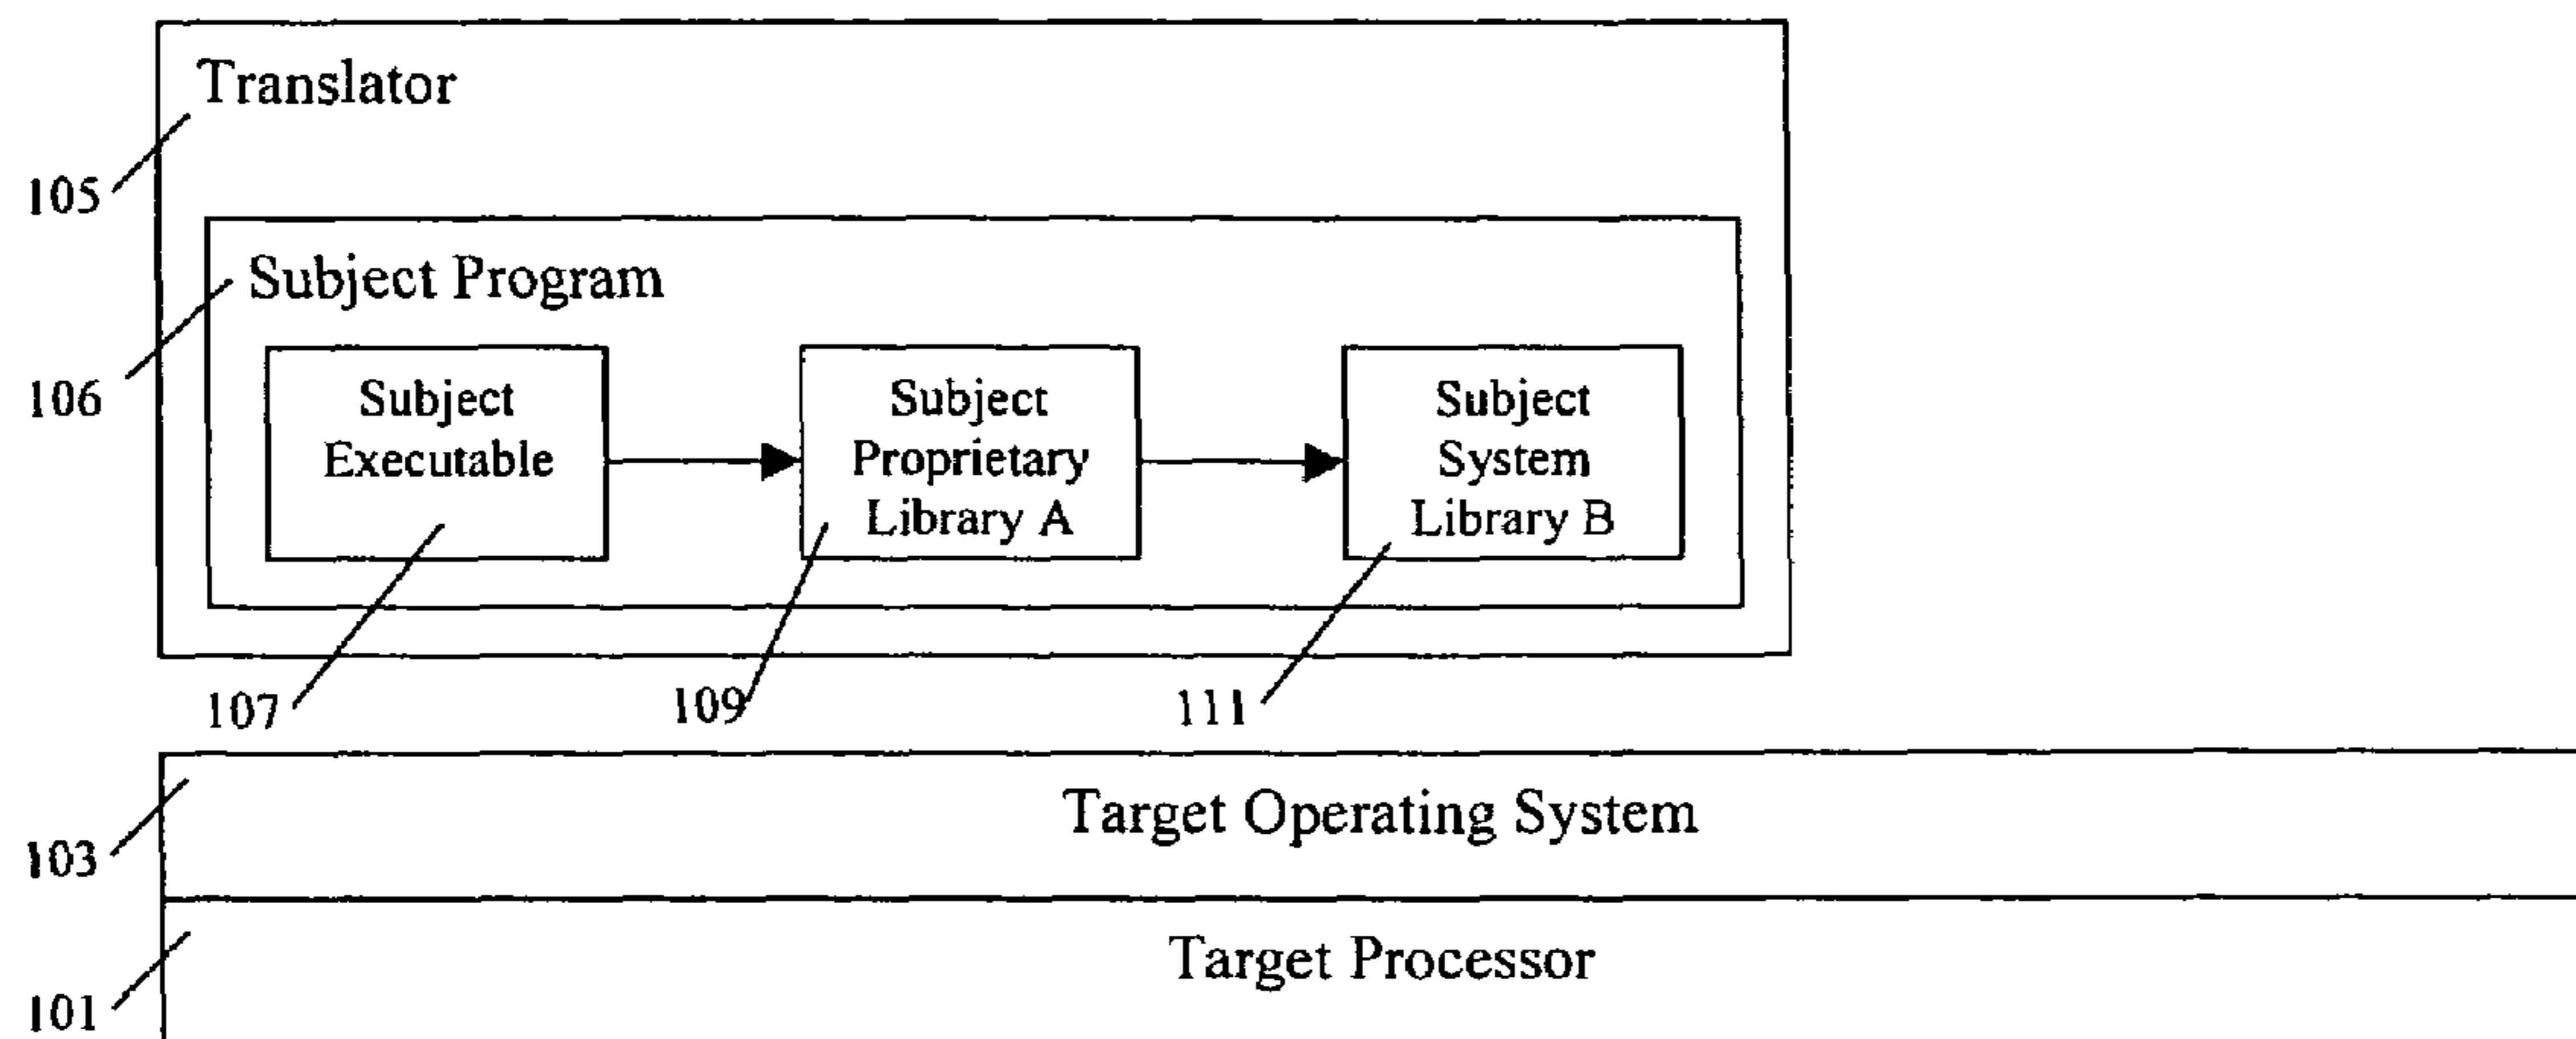 Translator
105
Subject Program
106
Subject
Executable
Subject
Proprietary
Library A
Subject
System
Library B
107
109
111
Target Operating System
103
Target Processor
101